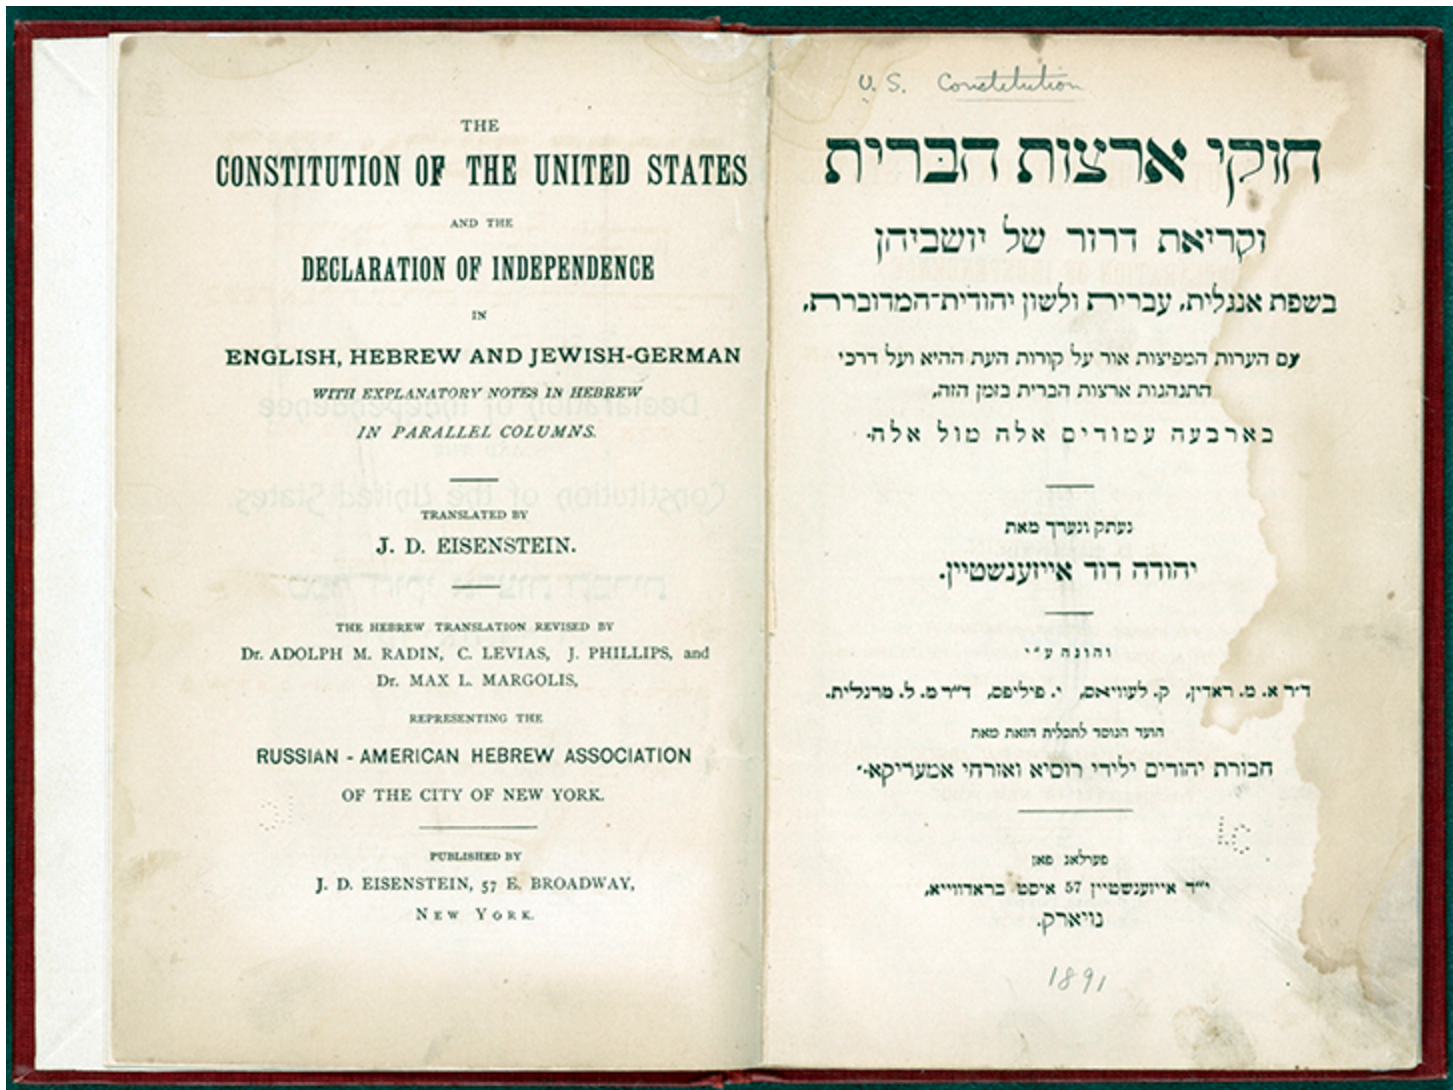 THE
CONSTITUTION OF THE UNITED STATES
AND THE
DECLARATION OF INDEPENDENCE
IN
ENGLISH, HEBREW AND JEWISH-GERMAN
WITH EXPLANATORY NOTES IN HEBREW
IN PARALLEL COLUMNS.
TRANSLATED BY
J. D. EISENSTEIN.
THE HEBREW TRANSLATION REVISED BY
Dr. ADOLPH M. RADIN, C. LEVIAS, J. PHILLIPS, and
Dr. MAX L. MARGOLIS,
REPRESENTING THE
RUSSIAN - AMERICAN HEBREW ASSOCIATION
OF THE CITY OF NEW YORK.
PUBLISHED BY
J. D. EISENSTEIN, 57 E. BROADWAY,
NEW YORK.
U. S. Constitution
חוקי ארצות הברית
וקריאת דרור של יושביהן
בשפת אנגלית, עברית ולשון יהודית־המדוברת,
עם הערות המפיצות אור על קורות העת ההיא ועל דרכי
התנהגות ארצות הברית בזמן הזה,
בארבעה עמודים אלה מול אלה.
נעתק ונערך מאת
יהודה דוד אייזענשטיין.
והוגה ע״י
ד״ר א. מ. ראדין, ק. לעוויאס, י. פיליפס, ד״ר מ. ל. מרגלית.
הועד הנוסד לתכלית הזאת מאת
חבורת יהודים ילידי רוסיא ואזרחי אמעריקא.
פערלאג פאן
י״ד אייזענשטיין 57 איסט בראדווייא,
נויארק.
1891